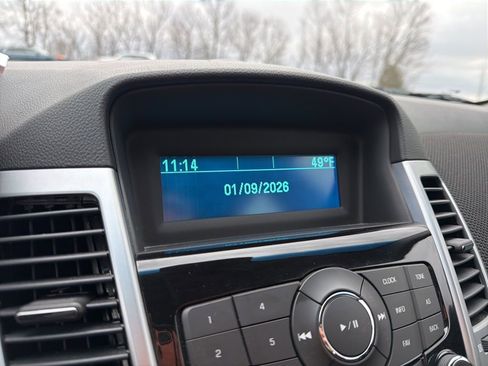 11:14 49°F
01/09/2026
CLOCK TONE
1 4
INFO AS
2 5
FAV BACK